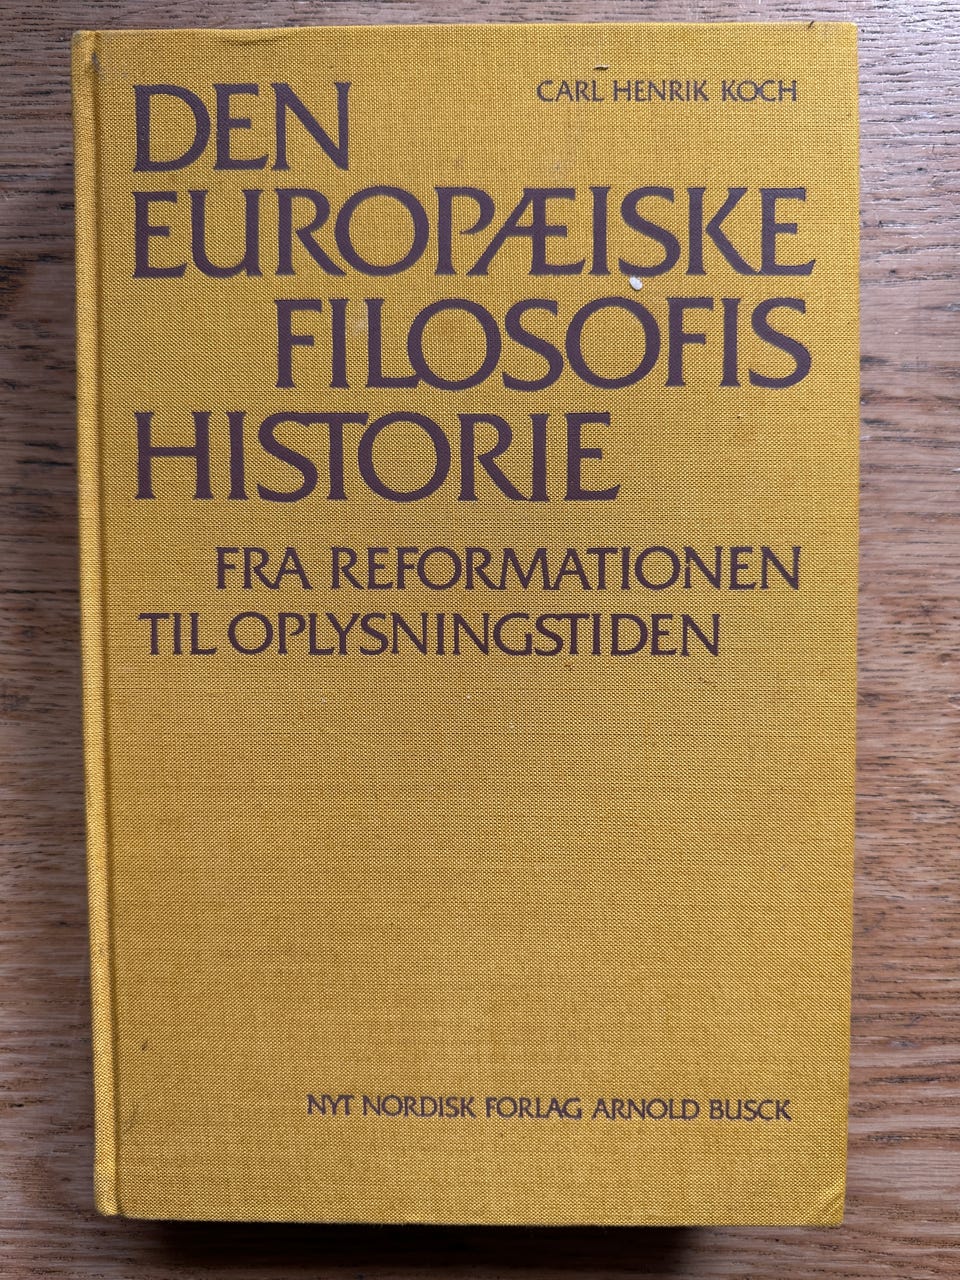 CARL HENRIK KOCH
DEN
EUROPÆISKE
FILOSOFIS
HISTORIE
FRA REFORMATIONEN
TIL OPLYSNINGSTIDEN
NYT NORDISK FORLAG ARNOLD BUSCK